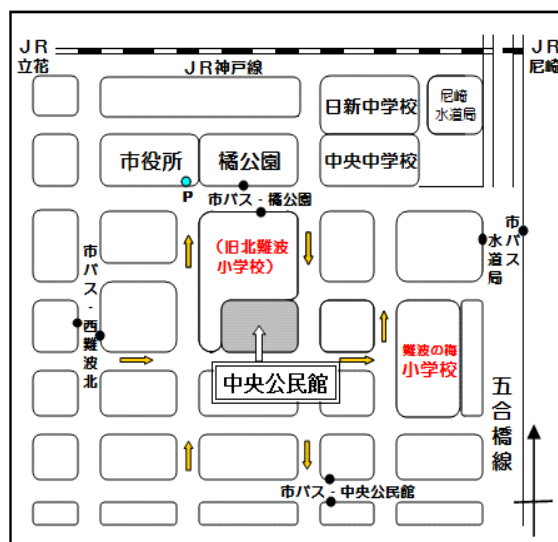 JR
立花
JR神戸線
JR
尼崎
日新中学校
尼崎
水道局
市役所
橘公園
中央中学校
P
市バス-橘公園
(旧北難波
小学校)
市バス
水道局
市バス-西難波北
難波の梅
小学校
中央公民館
五合橋線
市バス-中央公民館